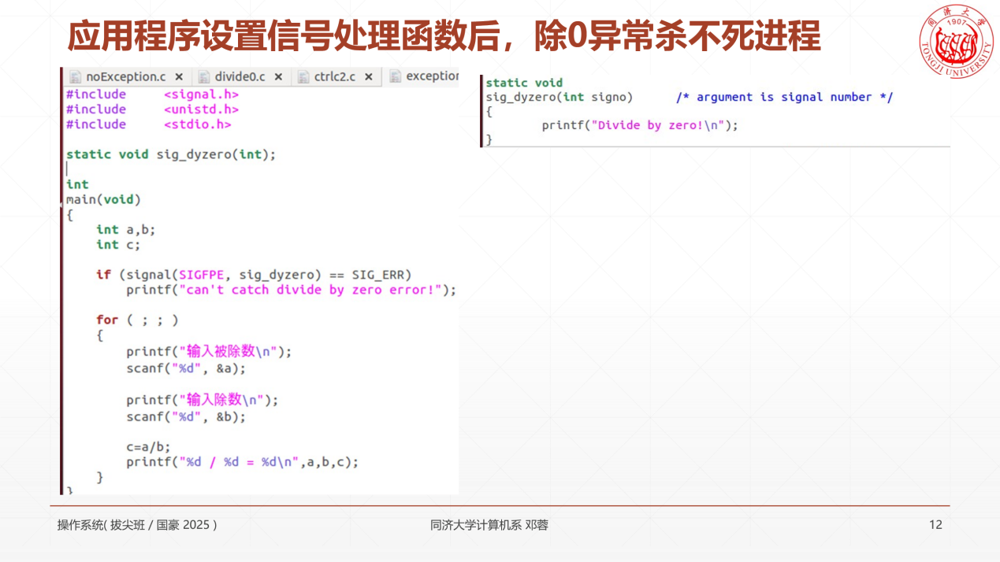 应用程序设置信号处理函数后，除0异常杀不死进程
同济大学
1907
TONGJI UNIVERSITY
noException.c × divide0.c × ctrlc2.c × exception
#include <signal.h>
#include <unistd.h>
#include <stdio.h>
static void sig_dyzero(int);
int
main(void)
{
int a,b;
int c;
if (signal(SIGFPE, sig_dyzero) == SIG_ERR)
printf("can't catch divide by zero error!");
for ( ; ; )
{
printf("输入被除数\n");
scanf("%d", &a);
printf("输入除数\n");
scanf("%d", &b);
c=a/b;
printf("%d / %d = %d\n",a,b,c);
}
}
static void
sig_dyzero(int signo) /* argument is signal number */
{
printf("Divide by zero!\n");
}
操作系统( 拔尖班 / 国豪 2025 )
同济大学计算机系 邓蓉
12